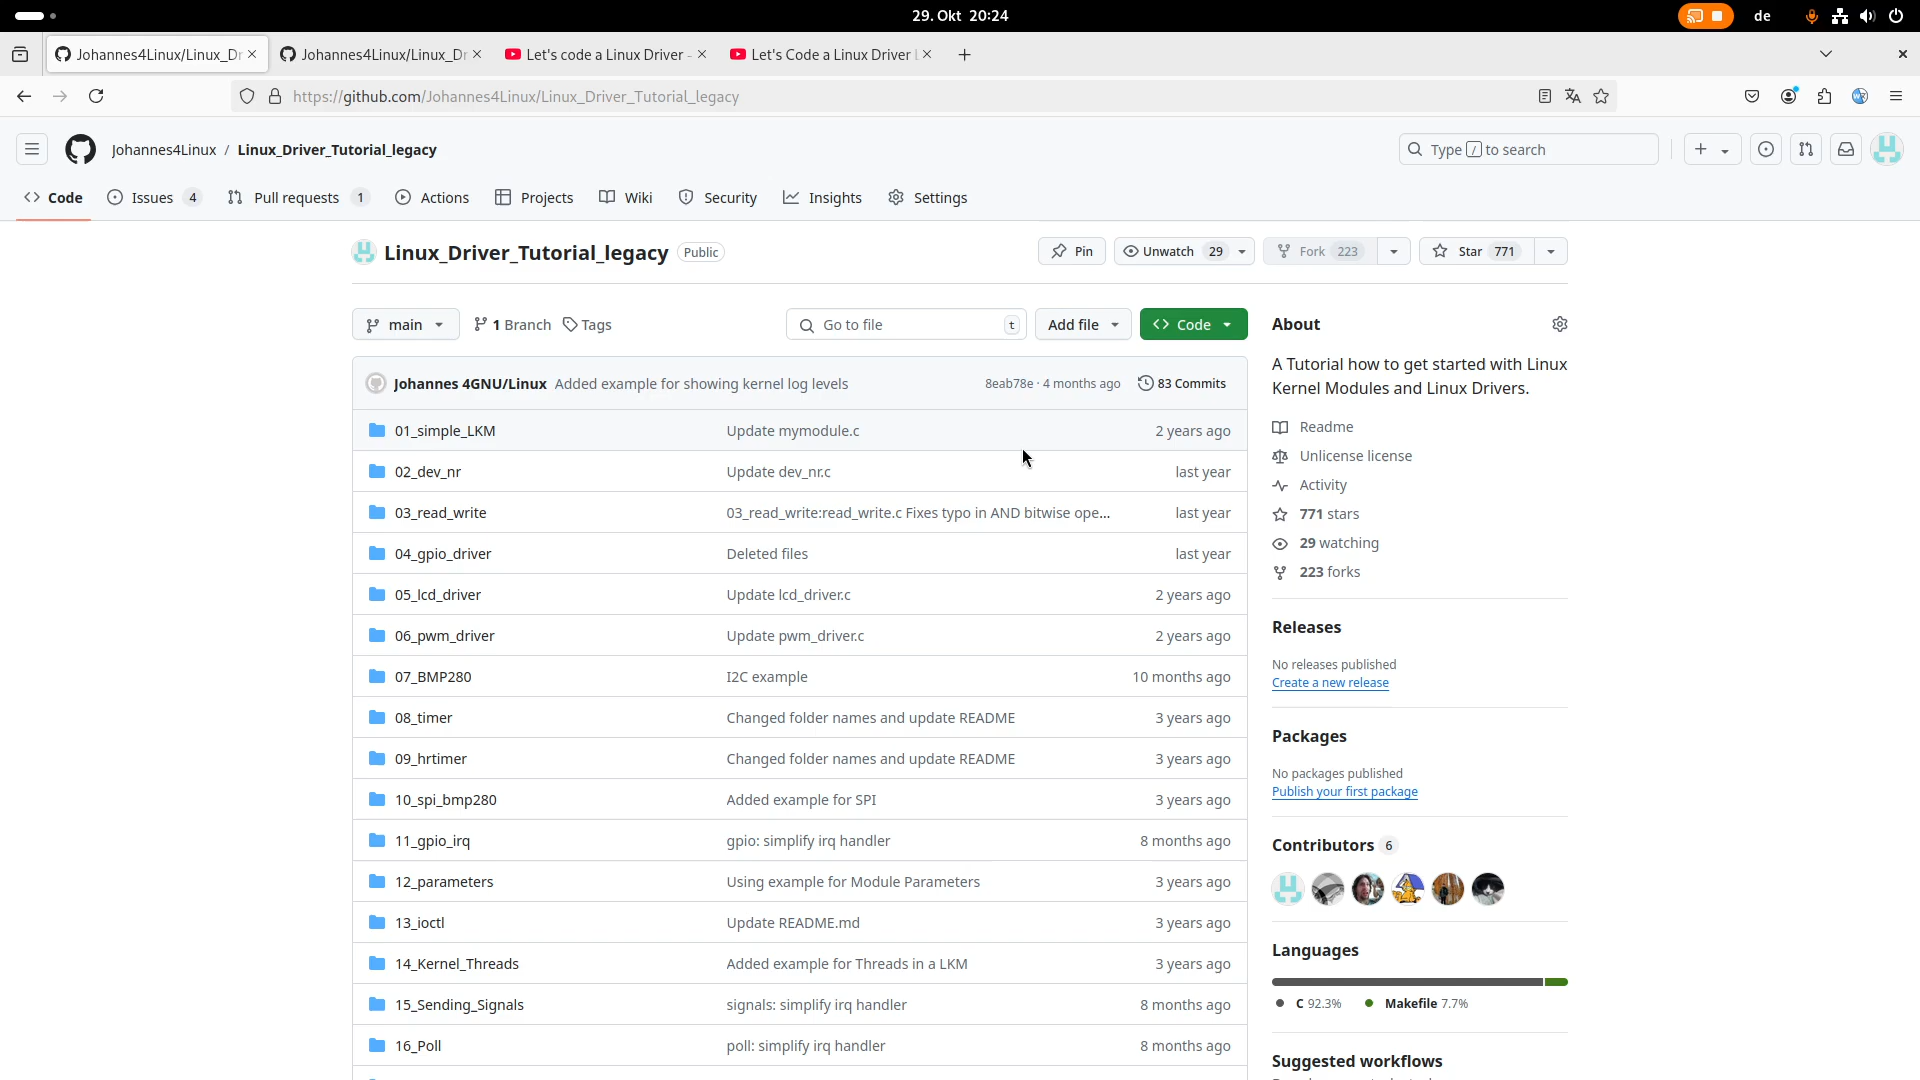 29. Okt 20:24
de
Johannes4Linux/Linux_Dr
Johannes4Linux/Linux_Dr
Let's code a Linux Driver -
Let's Code a Linux Driver
https://github.com/Johannes4Linux/Linux_Driver_Tutorial_legacy
Johannes4Linux / Linux_Driver_Tutorial_legacy
Type / to search
Code
Issues 4
Pull requests 1
Actions
Projects
Wiki
Security
Insights
Settings
Linux_Driver_Tutorial_legacy Public
Pin
Unwatch 29
Fork 223
Star 771
main
1 Branch
Tags
Go to file t
Add file
Code
Johannes 4GNU/Linux Added example for showing kernel log levels 8eab78e · 4 months ago 83 Commits
01_simple_LKM Update mymodule.c 2 years ago
02_dev_nr Update dev_nr.c last year
03_read_write 03_read_write:read_write.c Fixes typo in AND bitwise ope... last year
04_gpio_driver Deleted files last year
05_lcd_driver Update lcd_driver.c 2 years ago
06_pwm_driver Update pwm_driver.c 2 years ago
07_BMP280 I2C example 10 months ago
08_timer Changed folder names and update README 3 years ago
09_hrtimer Changed folder names and update README 3 years ago
10_spi_bmp280 Added example for SPI 3 years ago
11_gpio_irq gpio: simplify irq handler 8 months ago
12_parameters Using example for Module Parameters 3 years ago
13_ioctl Update README.md 3 years ago
14_Kernel_Threads Added example for Threads in a LKM 3 years ago
15_Sending_Signals signals: simplify irq handler 8 months ago
16_Poll poll: simplify irq handler 8 months ago
About
A Tutorial how to get started with Linux
Kernel Modules and Linux Drivers.
Readme
Unlicense license
Activity
771 stars
29 watching
223 forks
Releases
No releases published
Create a new release
Packages
No packages published
Publish your first package
Contributors 6
Languages
C 92.3% Makefile 7.7%
Suggested workflows